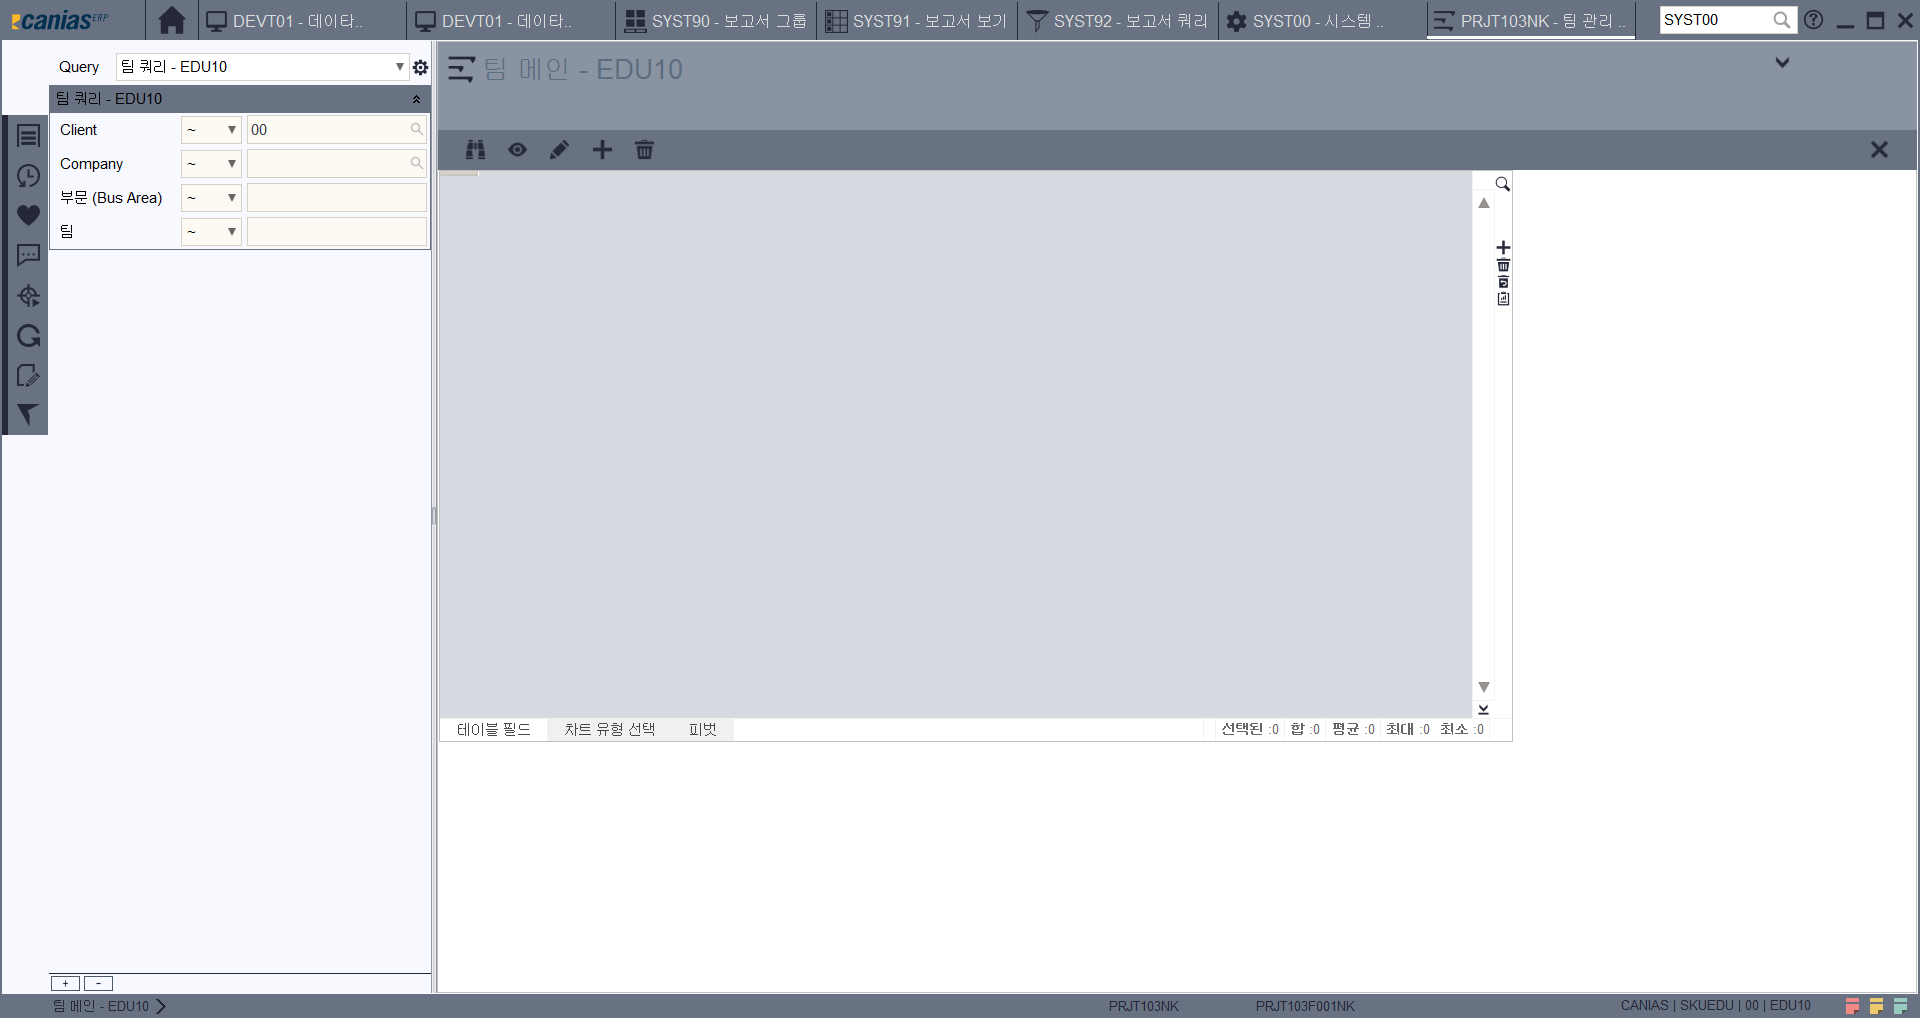 canias ERP
DEVT01 - 데이타..
DEVT01 - 데이타..
SYST90 - 보고서 그룹
SYST91 - 보고서 보기
SYST92 - 보고서 쿼리
SYST00 - 시스템 ..
PRJT103NK - 팀 관리 ..
SYST00
Query
팀 쿼리 - EDU10
팀 쿼리 - EDU10
Client ~ 00
Company ~
부문 (Bus Area) ~
팀 ~
팀 메인 - EDU10
테이블 필드
차트 유형 선택
피벗
선택된 :0
합 :0
평균 :0
최대 :0
최소 :0
+ -
팀 메인 - EDU10
PRJT103NK
PRJT103F001NK
CANIAS | SKUEDU | 00 | EDU10